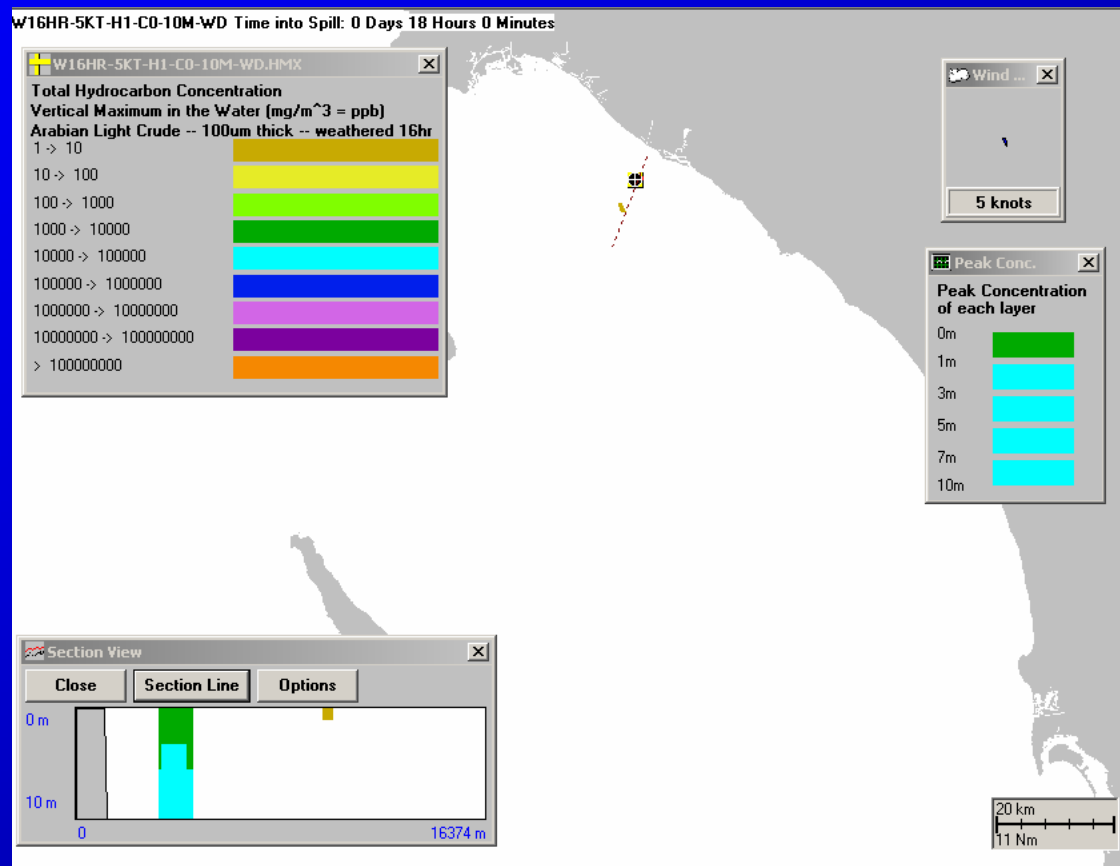 W16HR-5KT-H1-C0-10M-WD Time into Spill: 0 Days 18 Hours 0 Minutes
W16HR-5KT-H1-C0-10M-WD.HMX
Total Hydrocarbon Concentration
Vertical Maximum in the Water (mg/m^3 = ppb)
Arabian Light Crude -- 100um thick -- weathered 16hr
1 -> 10
10 -> 100
100 -> 1000
1000 -> 10000
10000 -> 100000
100000 -> 1000000
1000000 -> 10000000
10000000 -> 100000000
> 100000000
Wind ...
5 knots
Peak Conc.
Peak Concentration
of each layer
0m
1m
3m
5m
7m
10m
Section View
Close
Section Line
Options
0 m
10 m
0
16374 m
20 km
11 Nm